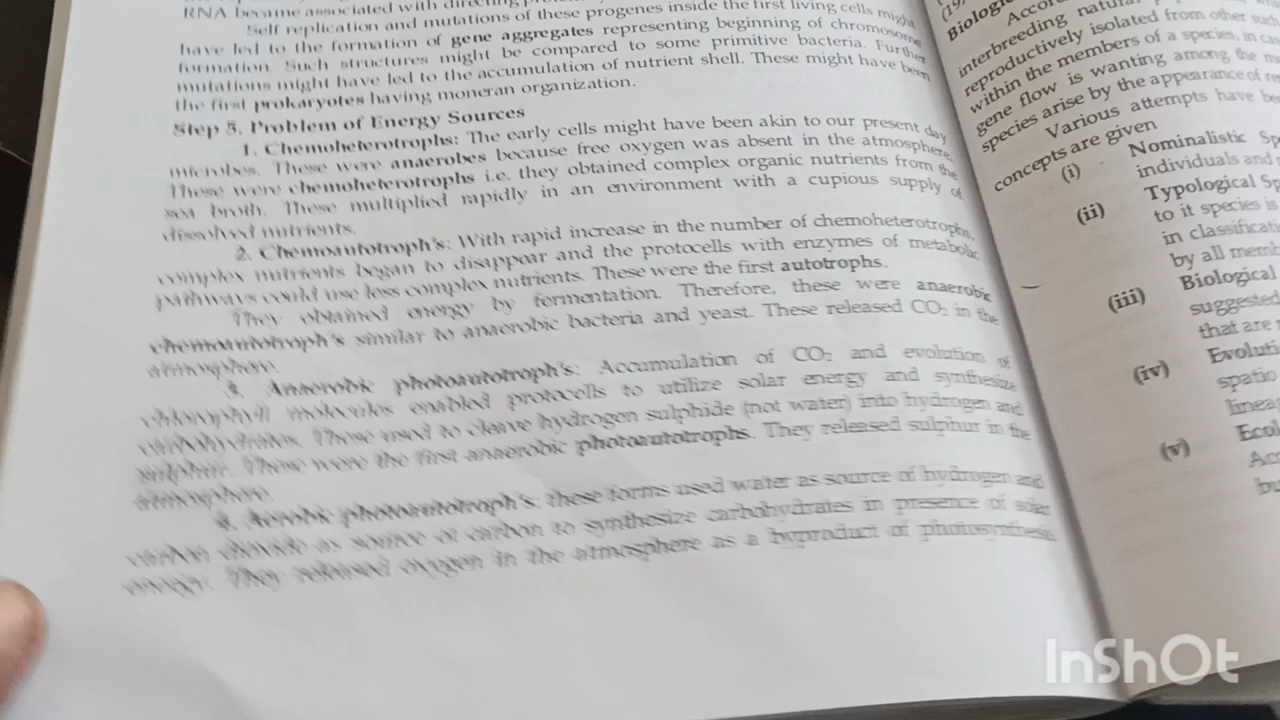 RNA became associated with directing
Self replication and mutations of these progenes inside the first living cells might
have led to the formation of gene aggregates representing beginning of chromosome
formation. Such structures might be compared to some primitive bacteria. Further
mutations might have led to the accumulation of nutrient shell. These might have been
the first prokaryotes having moneran organization.
Step 5. Problem of Energy Sources
1. Chemoheterotrophs: The early cells might have been akin to our present day
microbes. These were anaerobes because free oxygen was absent in the atmosphere.
These were chemoheterotrophs i.e. they obtained complex organic nutrients from the
sea broth. These multiplied rapidly in an environment with a cupious supply of
dissolved nutrients.
2. Chemoautotroph's: With rapid increase in the number of chemoheterotrophs,
complex nutrients began to disappear and the protocells with enzymes of metabolic
pathways could use less complex nutrients. These were the first autotrophs.
They obtained energy by fermentation. Therefore, these were anaerobic
chemoautotroph's similar to anaerobic bacteria and yeast. These released CO₂ in the
atmosphere.
3. Anaerobic photoautotroph's: Accumulation of CO₂ and evolution of
chlorophyll molecules enabled protocells to utilize solar energy and synthesize
carbohydrates. These used to cleave hydrogen sulphide (not water) into hydrogen and
sulphur. These were the first anaerobic photoautotrophs. They released sulphur in the
atmosphere.
4. Aerobic photoautotroph's: these forms used water as source of hydrogen and
carbon dioxide as source of carbon to synthesize carbohydrates in presence of solar
energy. They released oxygen in the atmosphere as a byproduct of photosynthesis.
(19
Biologi
Accor
interbreeding natural
reproductively isolated from other such
within the members of a species, in cas
gene flow is wanting among the
species arise by the appearance of
Various attempts have be
concepts are given
(i) Nominalistic Sp
individuals and
(ii) Typological Sp
to it species is
in classificati
by all mem
(iii) Biological
suggested
that are
(iv) Evoluti
spatio
linea
(v) Ecol
Acc
bu
InShOt